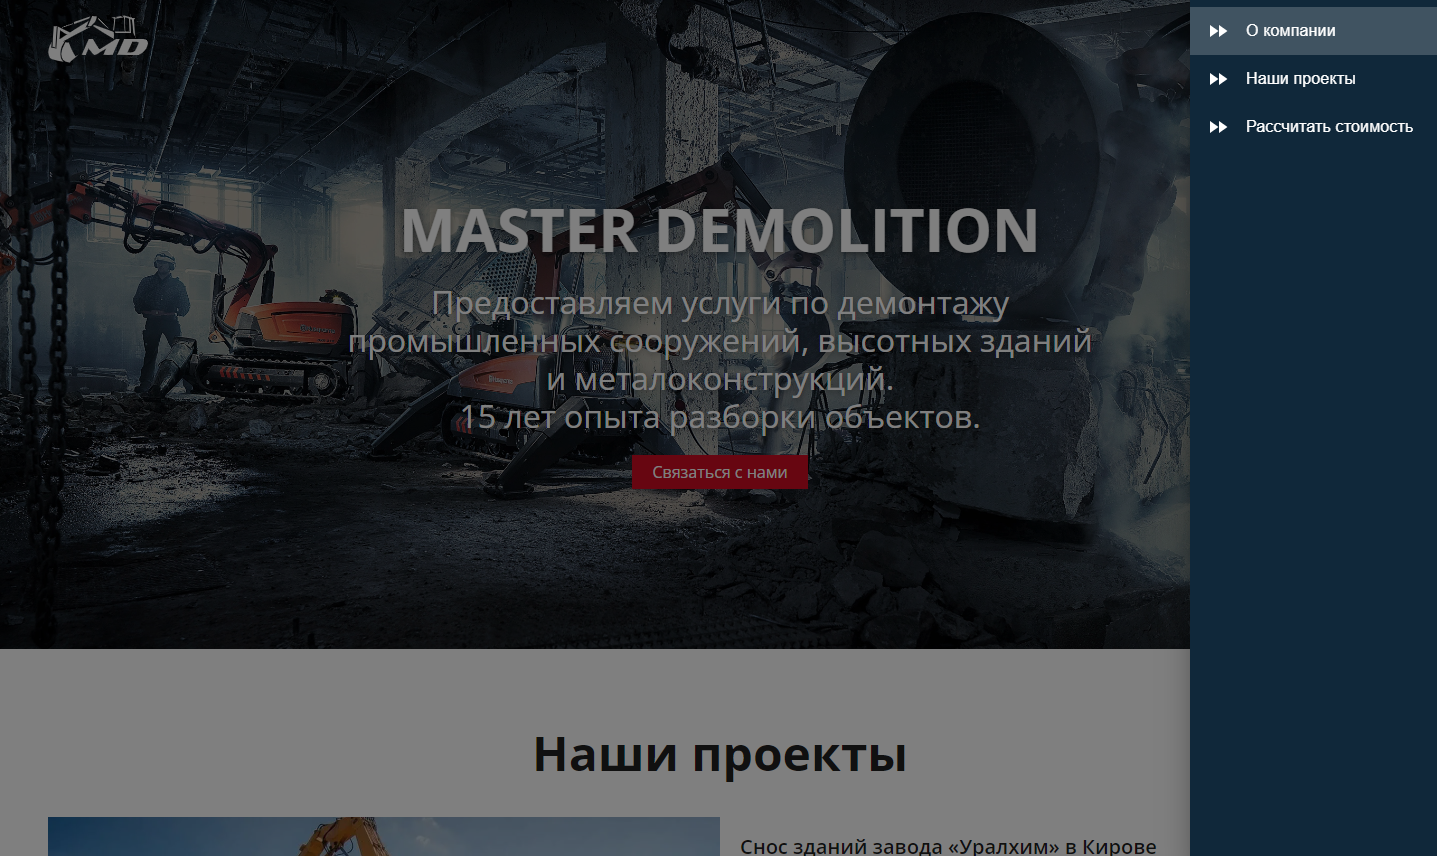 MD
О компании
Наши проекты
Рассчитать стоимость
MASTER DEMOLITION
Предоставляем услуги по демонтажу
промышленных сооружений, высотных зданий
и металоконструкций.
15 лет опыта разборки объектов.
Связаться с нами
Наши проекты
Снос зданий завода «Уралхим» в Кирове